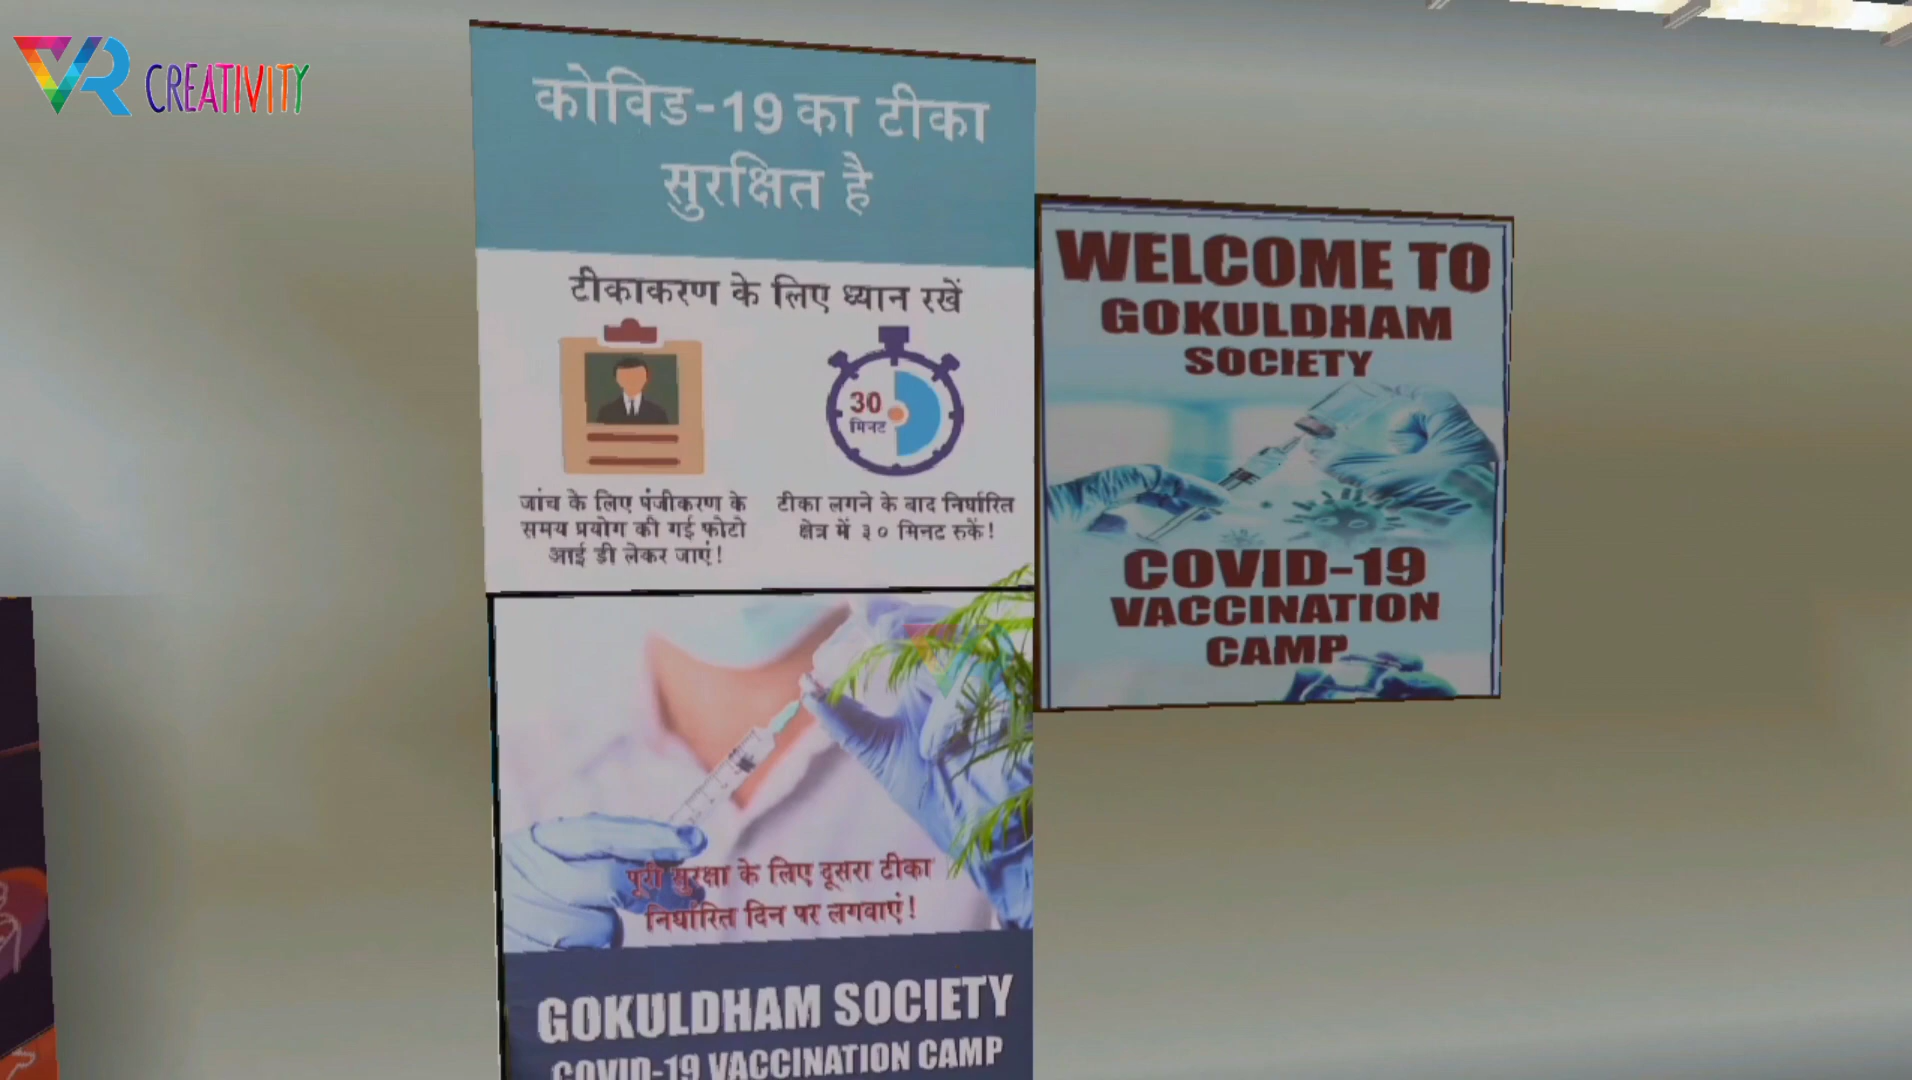 VR CREATIVITY
कोविड-19 का टीका
सुरक्षित है
टीकाकरण के लिए ध्यान रखें
30
मिनट
जांच के लिए पंजीकरण के
समय प्रयोग की गई फोटो
आई डी लेकर जाएं!
टीका लगने के बाद निर्धारित
क्षेत्र में ३० मिनट रुकें!
पूरी सुरक्षा के लिए दूसरा टीका
निर्धारित दिन पर लगवाएं!
GOKULDHAM SOCIETY
COVID-19 VACCINATION CAMP
WELCOME TO
GOKULDHAM
SOCIETY
COVID-19
VACCINATION
CAMP